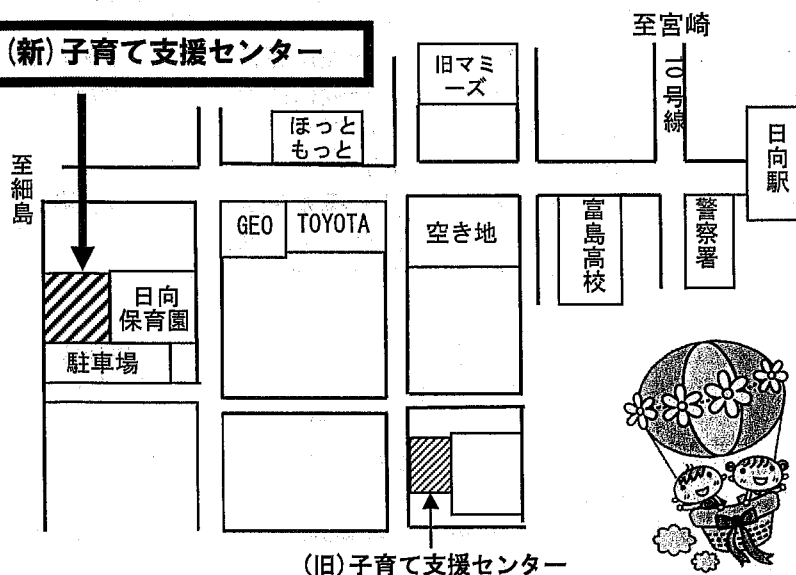 (新)子育て支援センター
至宮崎
10号線
旧マミ
ーズ
ほっと
もっと
日向駅
至細島
GEO
TOYOTA
空き地
富島高校
警察署
日向
保育園
駐車場
(旧)子育て支援センター